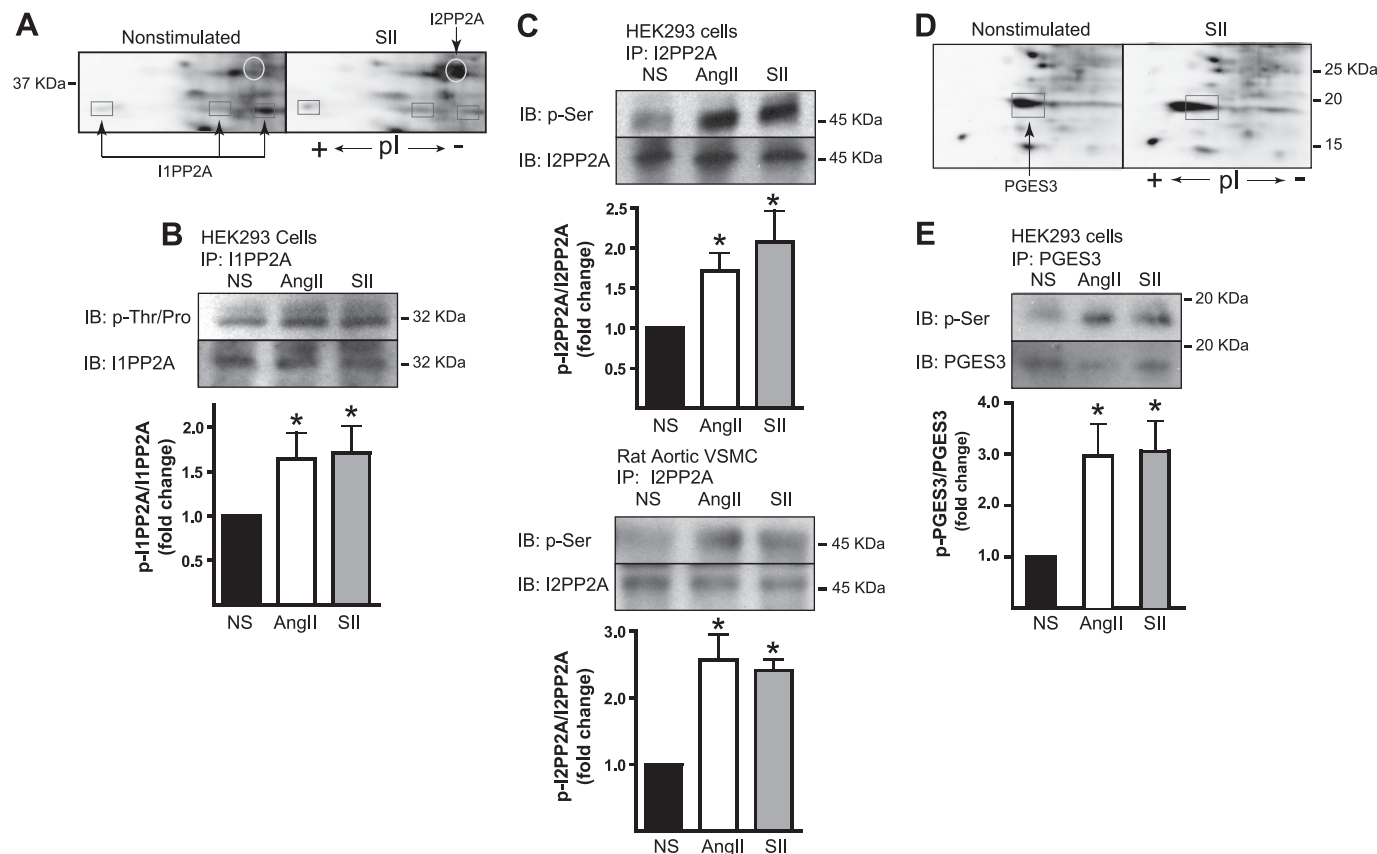 A
Nonstimulated
SII
I2PP2A
37 KDa
I1PP2A
+ pI -
B
HEK293 Cells
IP: I1PP2A
NS AngII SII
IB: p-Thr/Pro
32 KDa
IB: I1PP2A
32 KDa
p-I1PP2A/I1PP2A
(fold change)
2.0
1.5
1.0
0.5
* *
NS AngII SII
C
HEK293 cells
IP: I2PP2A
NS AngII SII
IB: p-Ser
45 KDa
IB: I2PP2A
45 KDa
p-I2PP2A/I2PP2A
(fold change)
2.5
2.0
1.5
1.0
0.5
* *
NS AngII SII
Rat Aortic VSMC
IP: I2PP2A
NS AngII SII
IB: p-Ser
45 KDa
IB: I2PP2A
45 KDa
p-I2PP2A/I2PP2A
(fold change)
3.0
2.0
1.0
* *
NS AngII SII
D
Nonstimulated
SII
25 KDa
20
15
PGES3
+ pI -
E
HEK293 cells
IP: PGES3
NS AngII SII
20 KDa
IB: p-Ser
20 KDa
IB: PGES3
p-PGES3/PGES3
(fold change)
4.0
3.0
2.0
1.0
* *
NS AngII SII